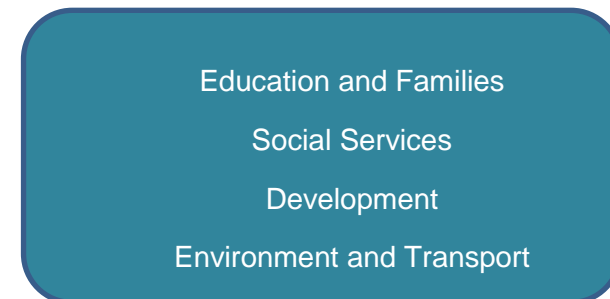 Education and Families
Social Services
Development
Environment and Transport